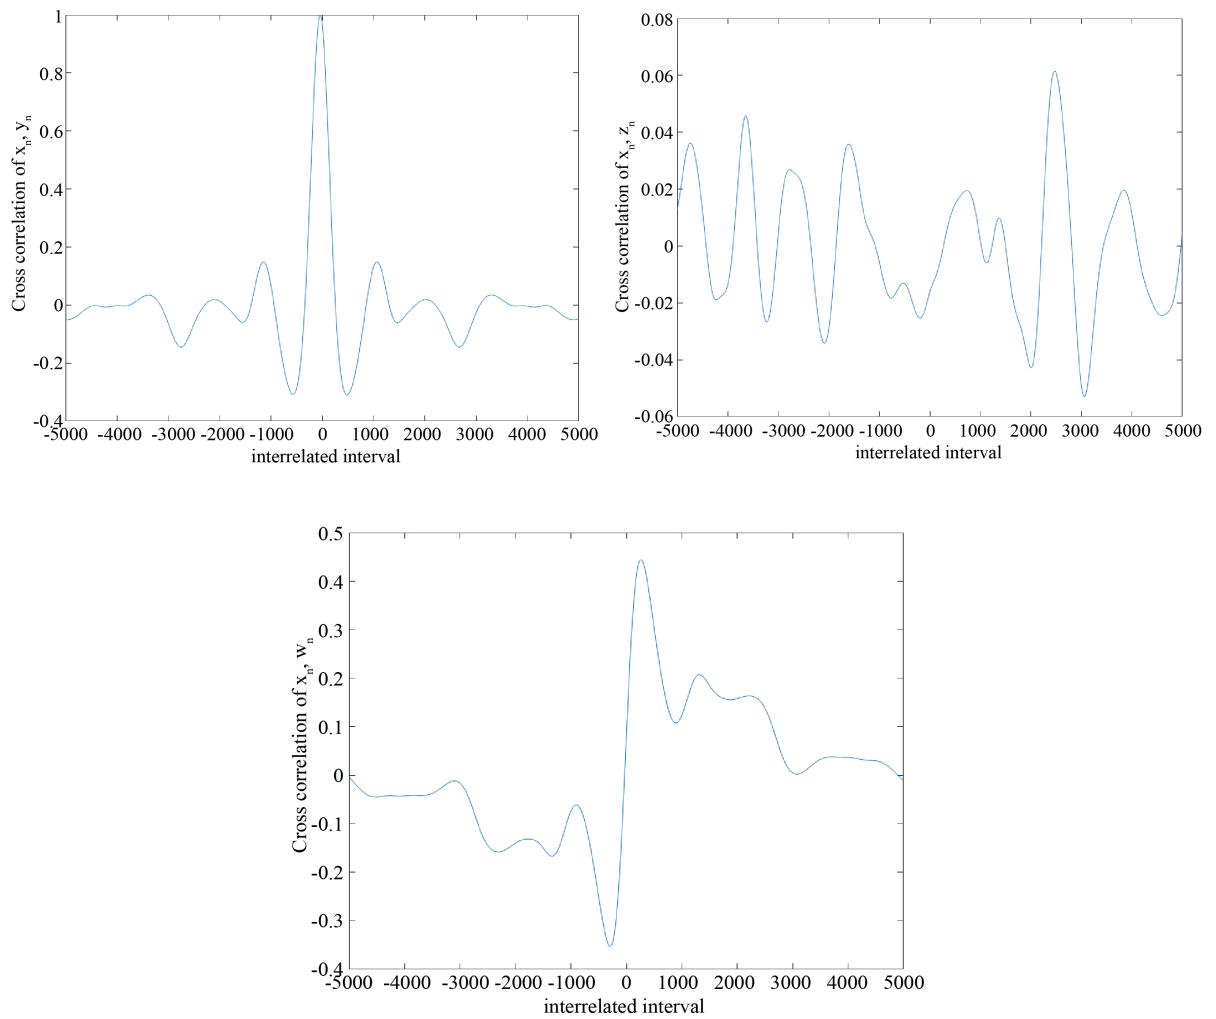 Cross correlation of xn, yn
1
0.8
0.6
0.4
0.2
0
-0.2
-0.4
-5000 -4000 -3000 -2000 -1000 0 1000 2000 3000 4000 5000
interrelated interval
Cross correlation of xn, zn
0.08
0.06
0.04
0.02
0
-0.02
-0.04
-0.06
-5000 -4000 -3000 -2000 -1000 0 1000 2000 3000 4000 5000
interrelated interval
Cross correlation of xn, wn
0.5
0.4
0.3
0.2
0.1
0
-0.1
-0.2
-0.3
-0.4
-5000 -4000 -3000 -2000 -1000 0 1000 2000 3000 4000 5000
interrelated interval